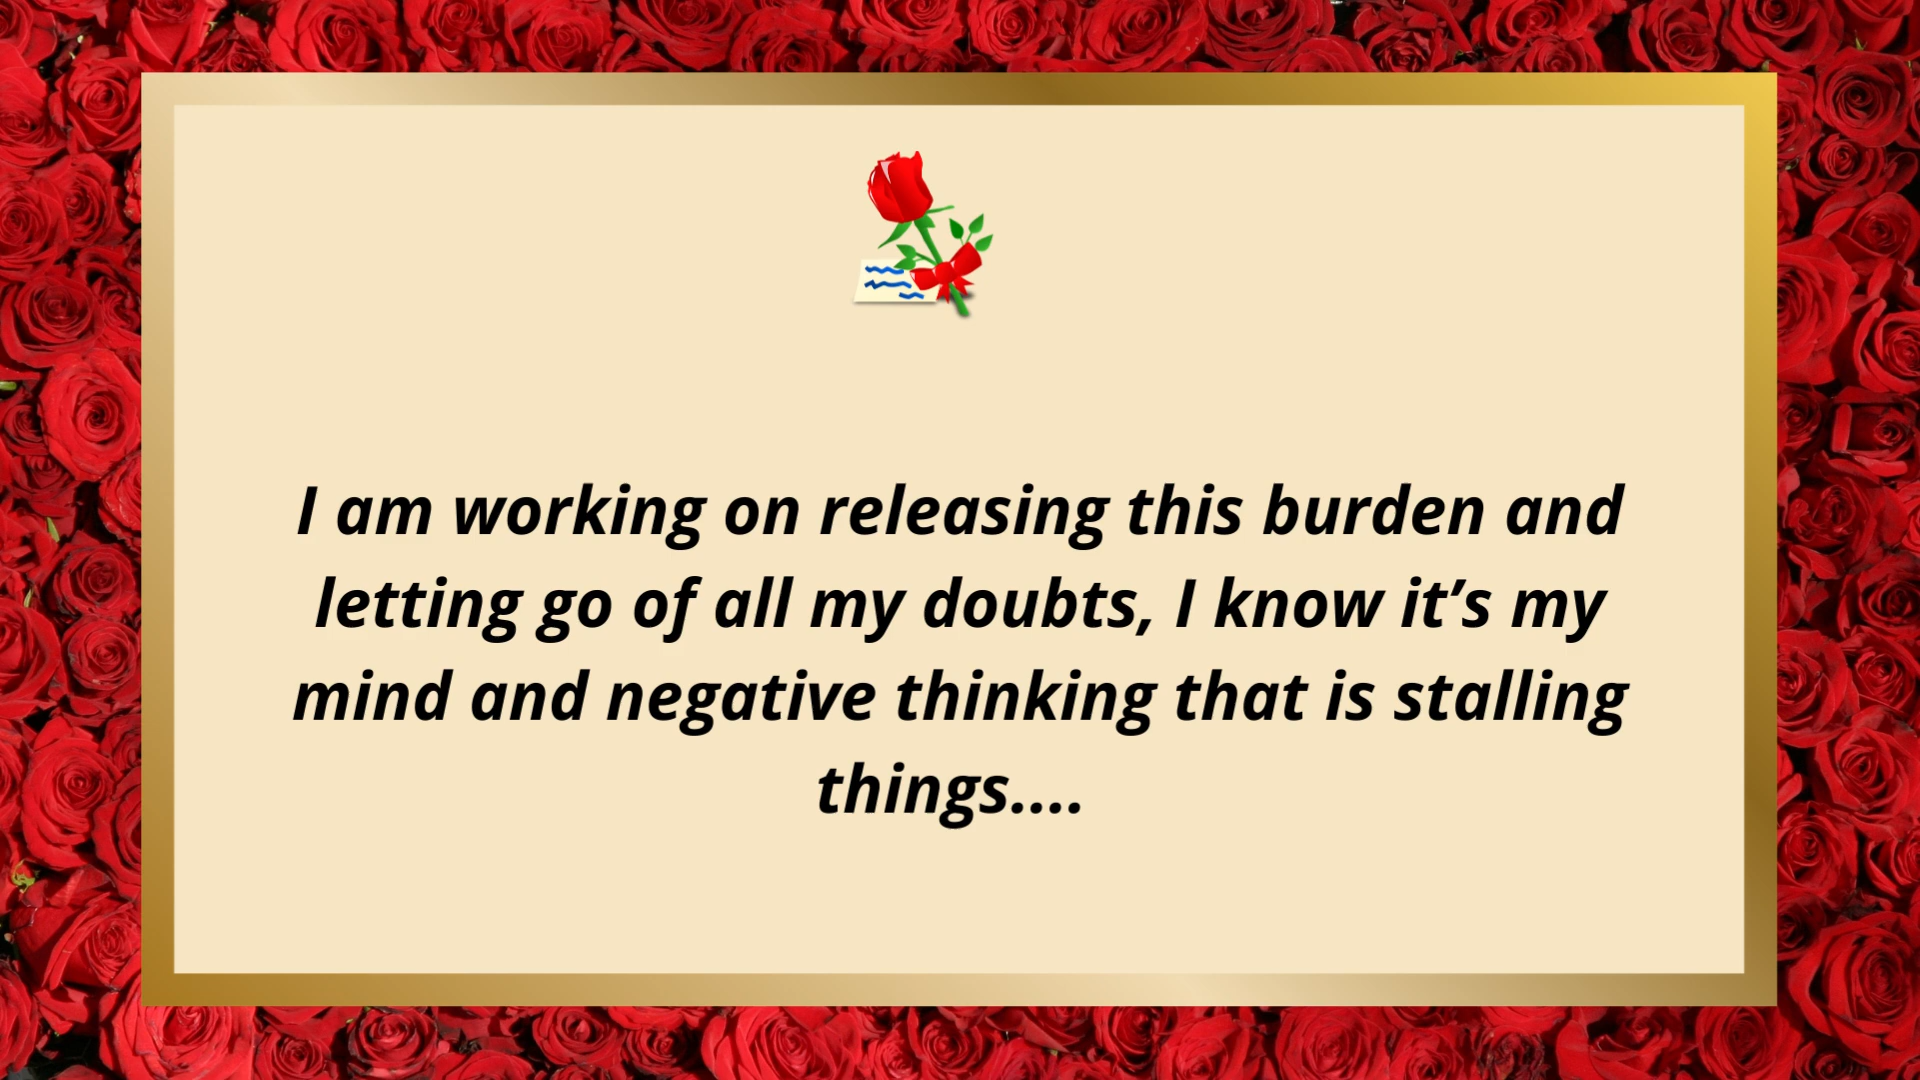 I am working on releasing this burden and
letting go of all my doubts, I know it’s my
mind and negative thinking that is stalling
things....